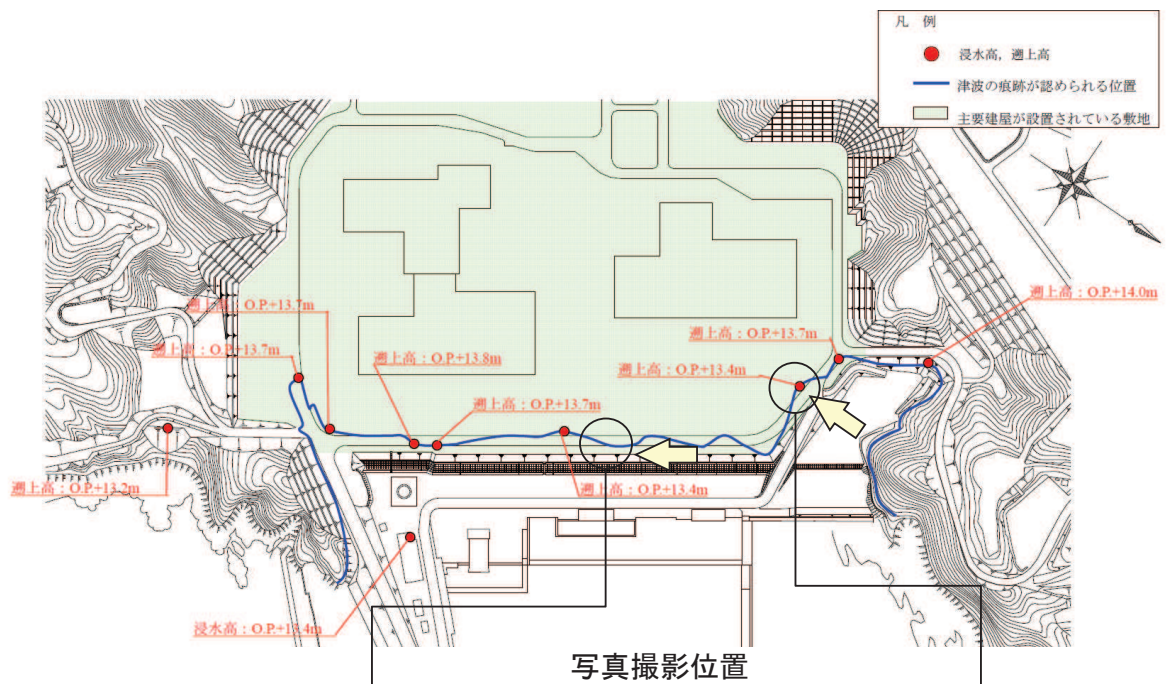 凡 例
浸水高，遡上高
津波の痕跡が認められる位置
主要建屋が設置されている敷地
遡上高：O.P.+14.0m
遡上高：O.P.+13.7m
遡上高：O.P.+13.7m
遡上高：O.P.+13.7m
遡上高：O.P.+13.8m
遡上高：O.P.+13.4m
遡上高：O.P.+13.7m
遡上高：O.P.+13.2m
遡上高：O.P.+13.4m
浸水高：O.P.+13.4m
写真撮影位置